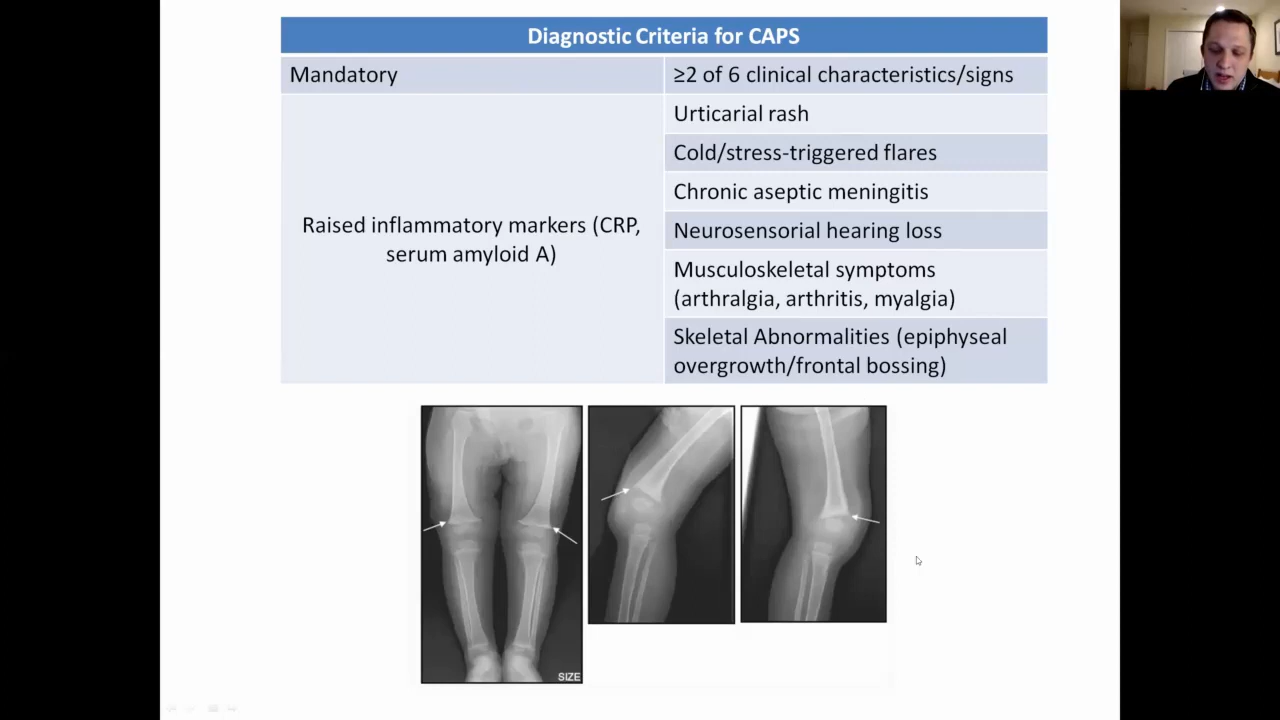 Diagnostic Criteria for CAPS
Mandatory
≥2 of 6 clinical characteristics/signs
Raised inflammatory markers (CRP,
serum amyloid A)
Urticarial rash
Cold/stress-triggered flares
Chronic aseptic meningitis
Neurosensorial hearing loss
Musculoskeletal symptoms
(arthralgia, arthritis, myalgia)
Skeletal Abnormalities (epiphyseal
overgrowth/frontal bossing)
SIZE